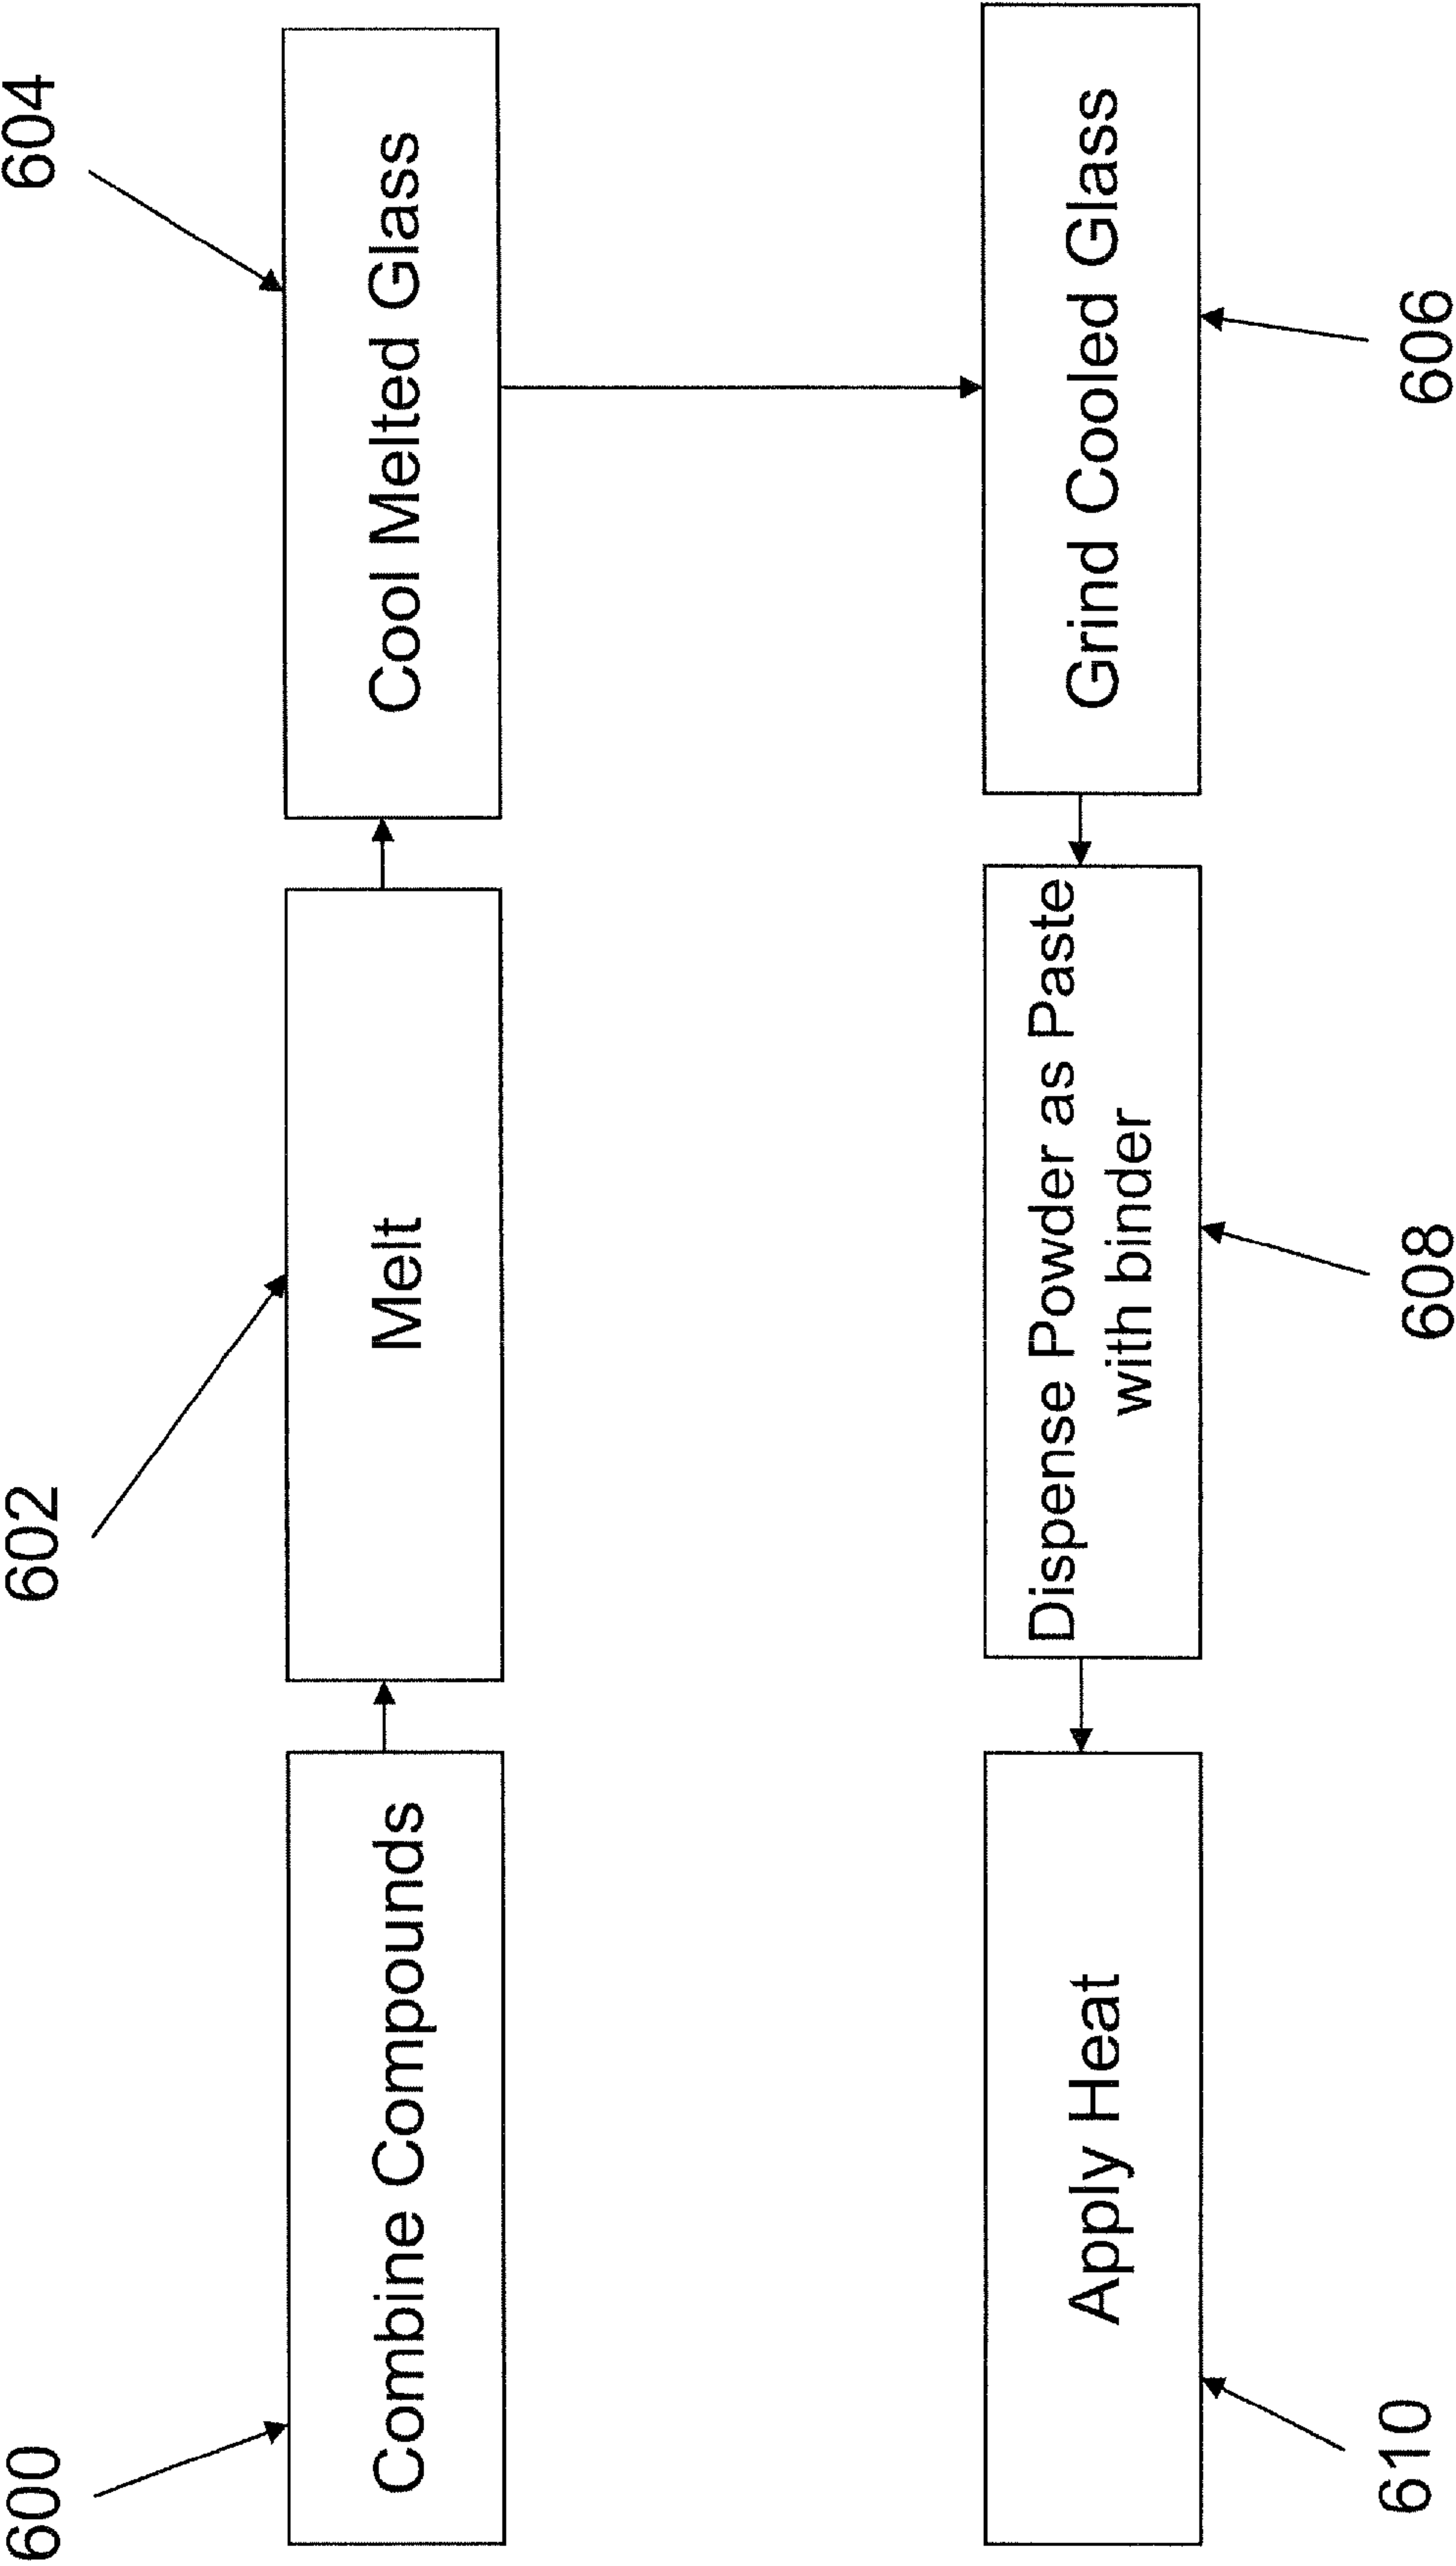 600
602
604
Combine Compounds
Melt
Cool Melted Glass
Apply Heat
Dispense Powder as Paste
with binder
Grind Cooled Glass
610
608
606